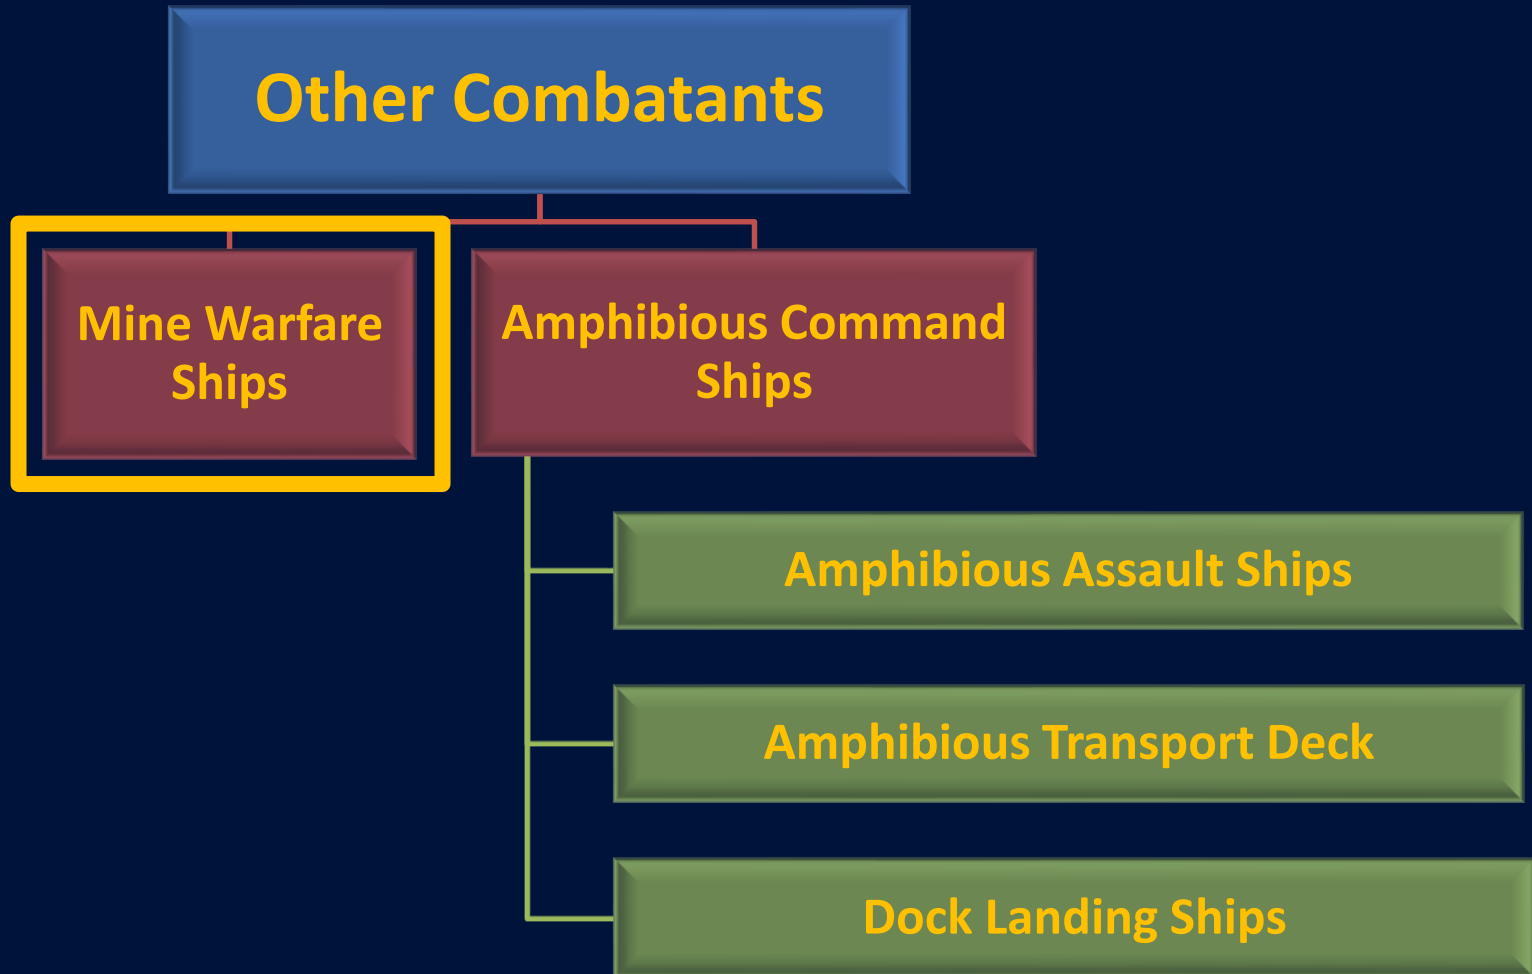 Other Combatants
Mine Warfare
Ships
Amphibious Command
Ships
Amphibious Assault Ships
Amphibious Transport Deck
Dock Landing Ships